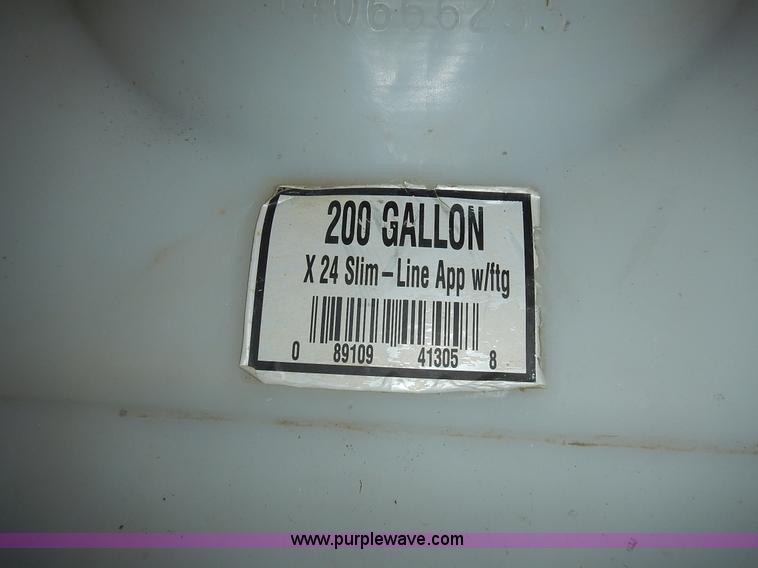 200 GALLON
X 24 Slim-Line App w/ftg
0 89109 41305 8
www.purplewave.com